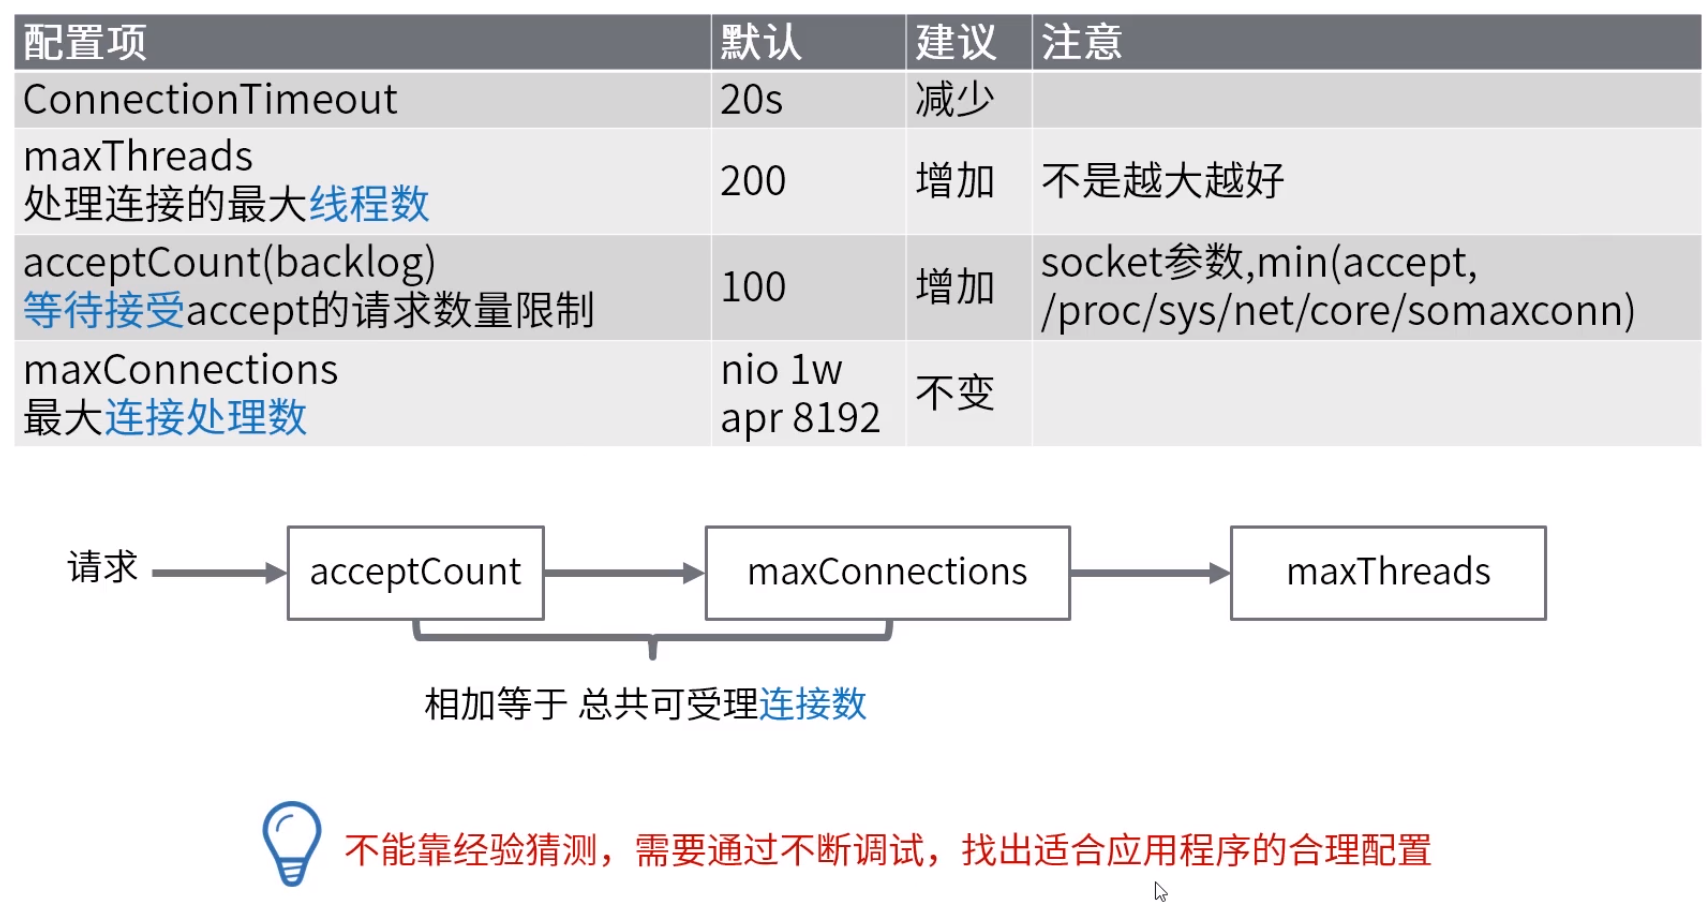 配置项 默认 建议 注意
ConnectionTimeout 20s 减少
maxThreads
处理连接的最大线程数 200 增加 不是越大越好
acceptCount(backlog)
等待接受accept的请求数量限制 100 增加 socket参数,min(accept,
/proc/sys/net/core/somaxconn)
maxConnections
最大连接处理数 nio 1w
apr 8192 不变
请求 acceptCount maxConnections maxThreads
相加等于 总共可受理连接数
不能靠经验猜测，需要通过不断调试，找出适合应用程序的合理配置